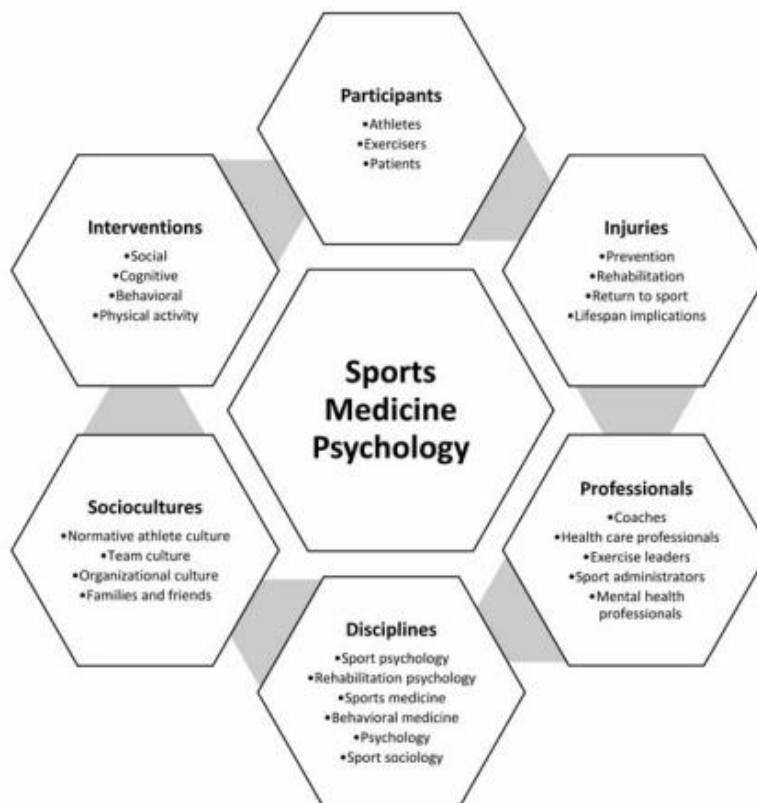 Participants
•Athletes
•Exercisers
•Patients
Interventions
•Social
•Cognitive
•Behavioral
•Physical activity
Injuries
•Prevention
•Rehabilitation
•Return to sport
•Lifespan implications
Sports
Medicine
Psychology
Sociocultures
•Normative athlete culture
•Team culture
•Organizational culture
•Families and friends
Professionals
•Coaches
•Health care professionals
•Exercise leaders
•Sport administrators
•Mental health
professionals
Disciplines
•Sport psychology
•Rehabilitation psychology
•Sports medicine
•Behavioral medicine
•Psychology
•Sport sociology